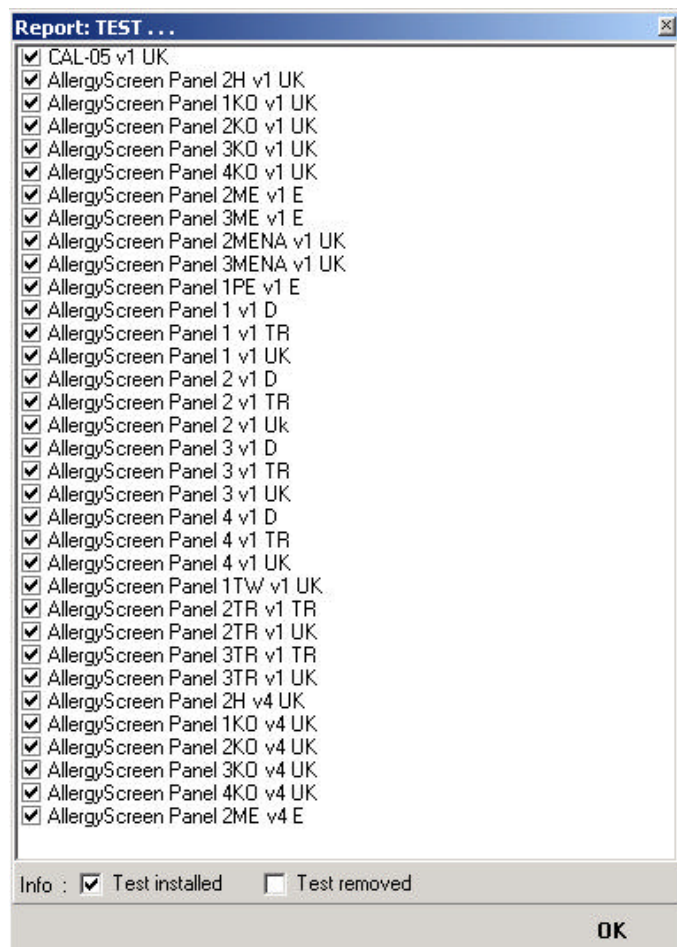 Report: TEST . . .
CAL-05 v1 UK
AllergyScreen Panel 2H v1 UK
AllergyScreen Panel 1KO v1 UK
AllergyScreen Panel 2KO v1 UK
AllergyScreen Panel 3KO v1 UK
AllergyScreen Panel 4KO v1 UK
AllergyScreen Panel 2ME v1 E
AllergyScreen Panel 3ME v1 E
AllergyScreen Panel 2MENA v1 UK
AllergyScreen Panel 3MENA v1 UK
AllergyScreen Panel 1PE v1 E
AllergyScreen Panel 1 v1 D
AllergyScreen Panel 1 v1 TR
AllergyScreen Panel 1 v1 UK
AllergyScreen Panel 2 v1 D
AllergyScreen Panel 2 v1 TR
AllergyScreen Panel 2 v1 Uk
AllergyScreen Panel 3 v1 D
AllergyScreen Panel 3 v1 TR
AllergyScreen Panel 3 v1 UK
AllergyScreen Panel 4 v1 D
AllergyScreen Panel 4 v1 TR
AllergyScreen Panel 4 v1 UK
AllergyScreen Panel 1TW v1 UK
AllergyScreen Panel 2TR v1 TR
AllergyScreen Panel 2TR v1 UK
AllergyScreen Panel 3TR v1 TR
AllergyScreen Panel 3TR v1 UK
AllergyScreen Panel 2H v4 UK
AllergyScreen Panel 1KO v4 UK
AllergyScreen Panel 2KO v4 UK
AllergyScreen Panel 3KO v4 UK
AllergyScreen Panel 4KO v4 UK
AllergyScreen Panel 2ME v4 E
Info : Test installed Test removed
OK